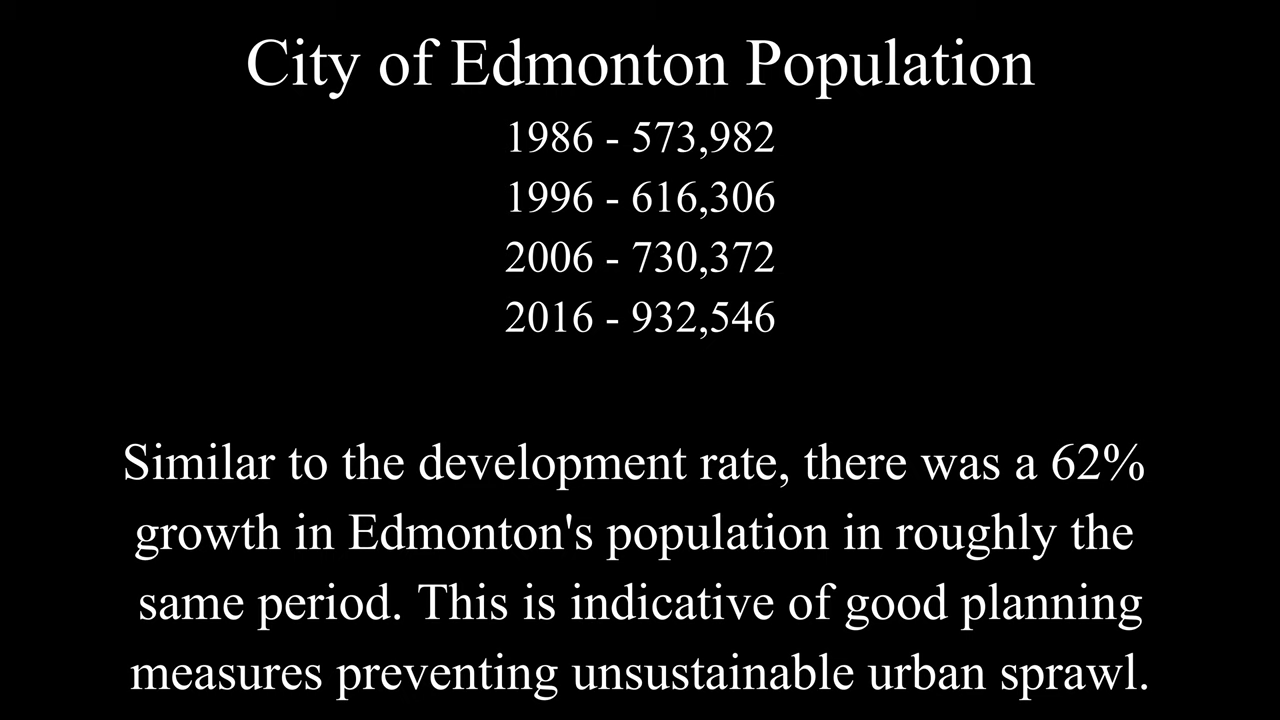 City of Edmonton Population
1986 - 573,982
1996 - 616,306
2006 - 730,372
2016 - 932,546
Similar to the development rate, there was a 62%
growth in Edmonton's population in roughly the
same period. This is indicative of good planning
measures preventing unsustainable urban sprawl.